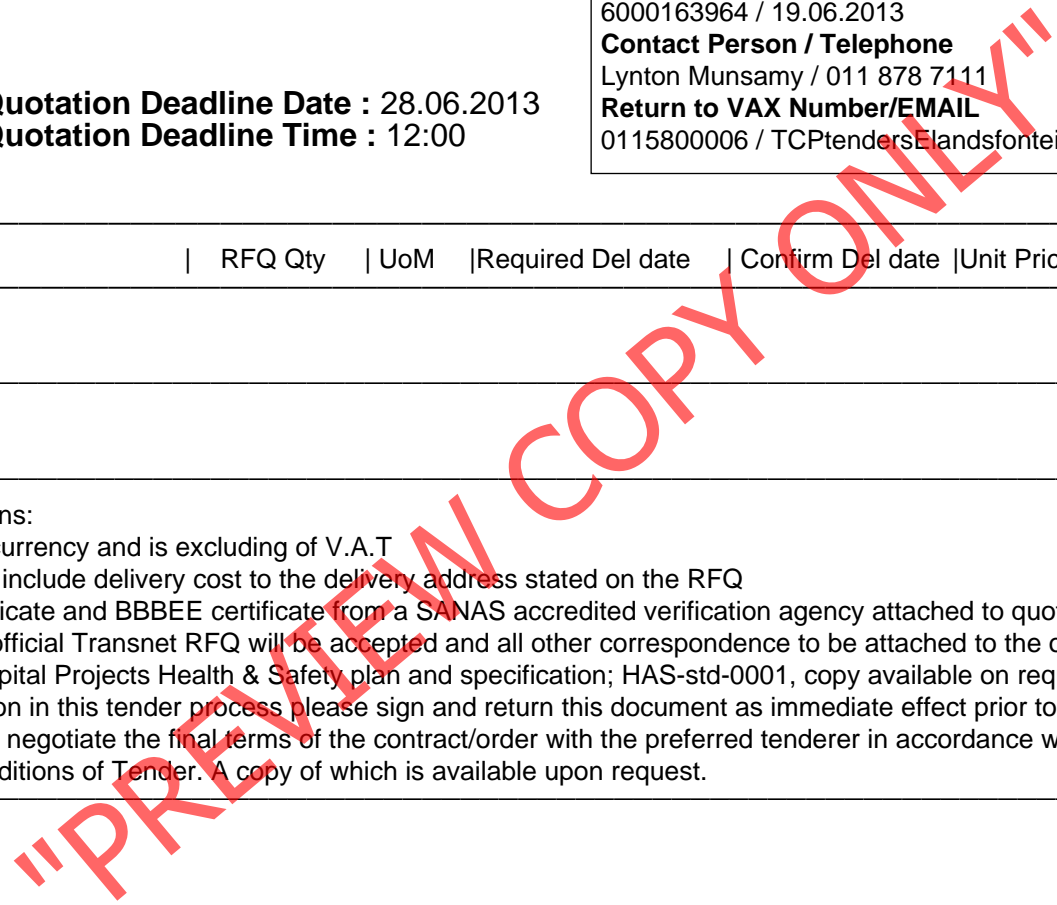 6000163964 / 19.06.2013
Contact Person / Telephone
Lynton Munsamy / 011 878 7111
Return to VAX Number/EMAIL
0115800006 / TCPtendersElandsfontei
Quotation Deadline Date : 28.06.2013
Quotation Deadline Time : 12:00
| RFQ Qty | UoM |Required Del date | Confirm Del date |Unit Pric
ns:
currency and is excluding of V.A.T
include delivery cost to the delivery address stated on the RFQ
icate and BBBEE certificate from a SANAS accredited verification agency attached to quot
official Transnet RFQ will be accepted and all other correspondence to be attached to the o
pital Projects Health & Safety plan and specification; HAS-std-0001, copy available on requ
on in this tender process please sign and return this document as immediate effect prior to
negotiate the final terms of the contract/order with the preferred tenderer in accordance w
ditions of Tender. A copy of which is available upon request.
"PREVIEW COPY ONLY"